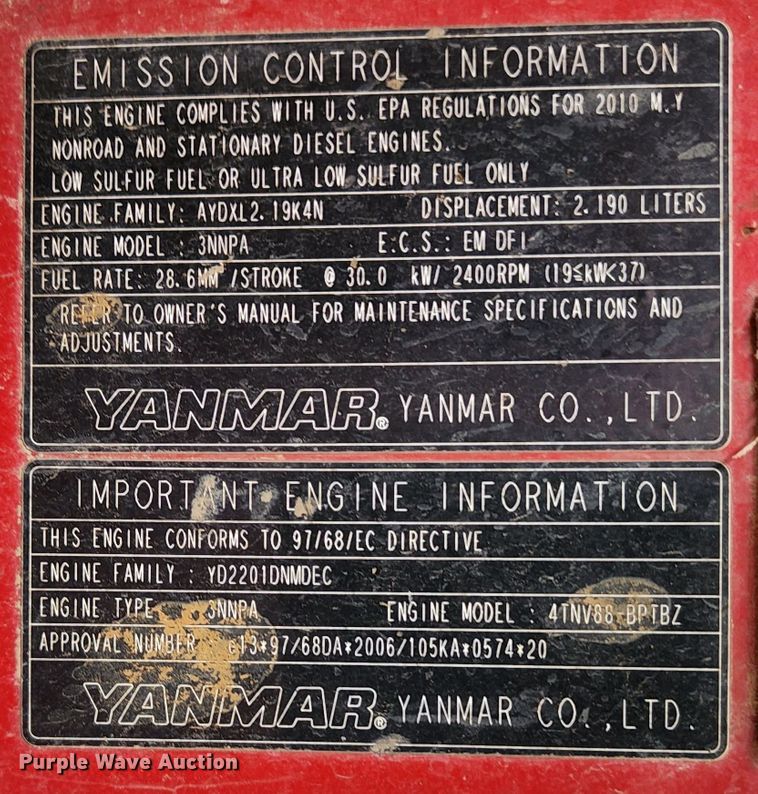 EMISSION CONTROL INFORMATION
THIS ENGINE COMPLIES WITH U.S. EPA REGULATIONS FOR 2010 M.Y
NONROAD AND STATIONARY DIESEL ENGINES.
LOW SULFUR FUEL OR ULTRA LOW SULFUR FUEL ONLY
ENGINE FAMILY: AYDXL2.19K4N DISPLACEMENT: 2.190 LITERS
ENGINE MODEL : 3NNPA E.C.S.: EM DFI
FUEL RATE: 28.6MM /STROKE @ 30.0 kW/ 2400RPM (19≤kW<37)
REFER TO OWNER'S MANUAL FOR MAINTENANCE SPECIFICATIONS AND
ADJUSTMENTS.
YANMAR® YANMAR CO.,LTD.
IMPORTANT ENGINE INFORMATION
THIS ENGINE CONFORMS TO 97/68/EC DIRECTIVE
ENGINE FAMILY : YD2201DNMDEC
ENGINE TYPE 3NNPA ENGINE MODEL : 4TNV88-BPTBZ
APPROVAL NUMBER : e13*97/68DA*2006/105KA*0574*20
YANMAR® YANMAR CO.,LTD.
Purple Wave Auction